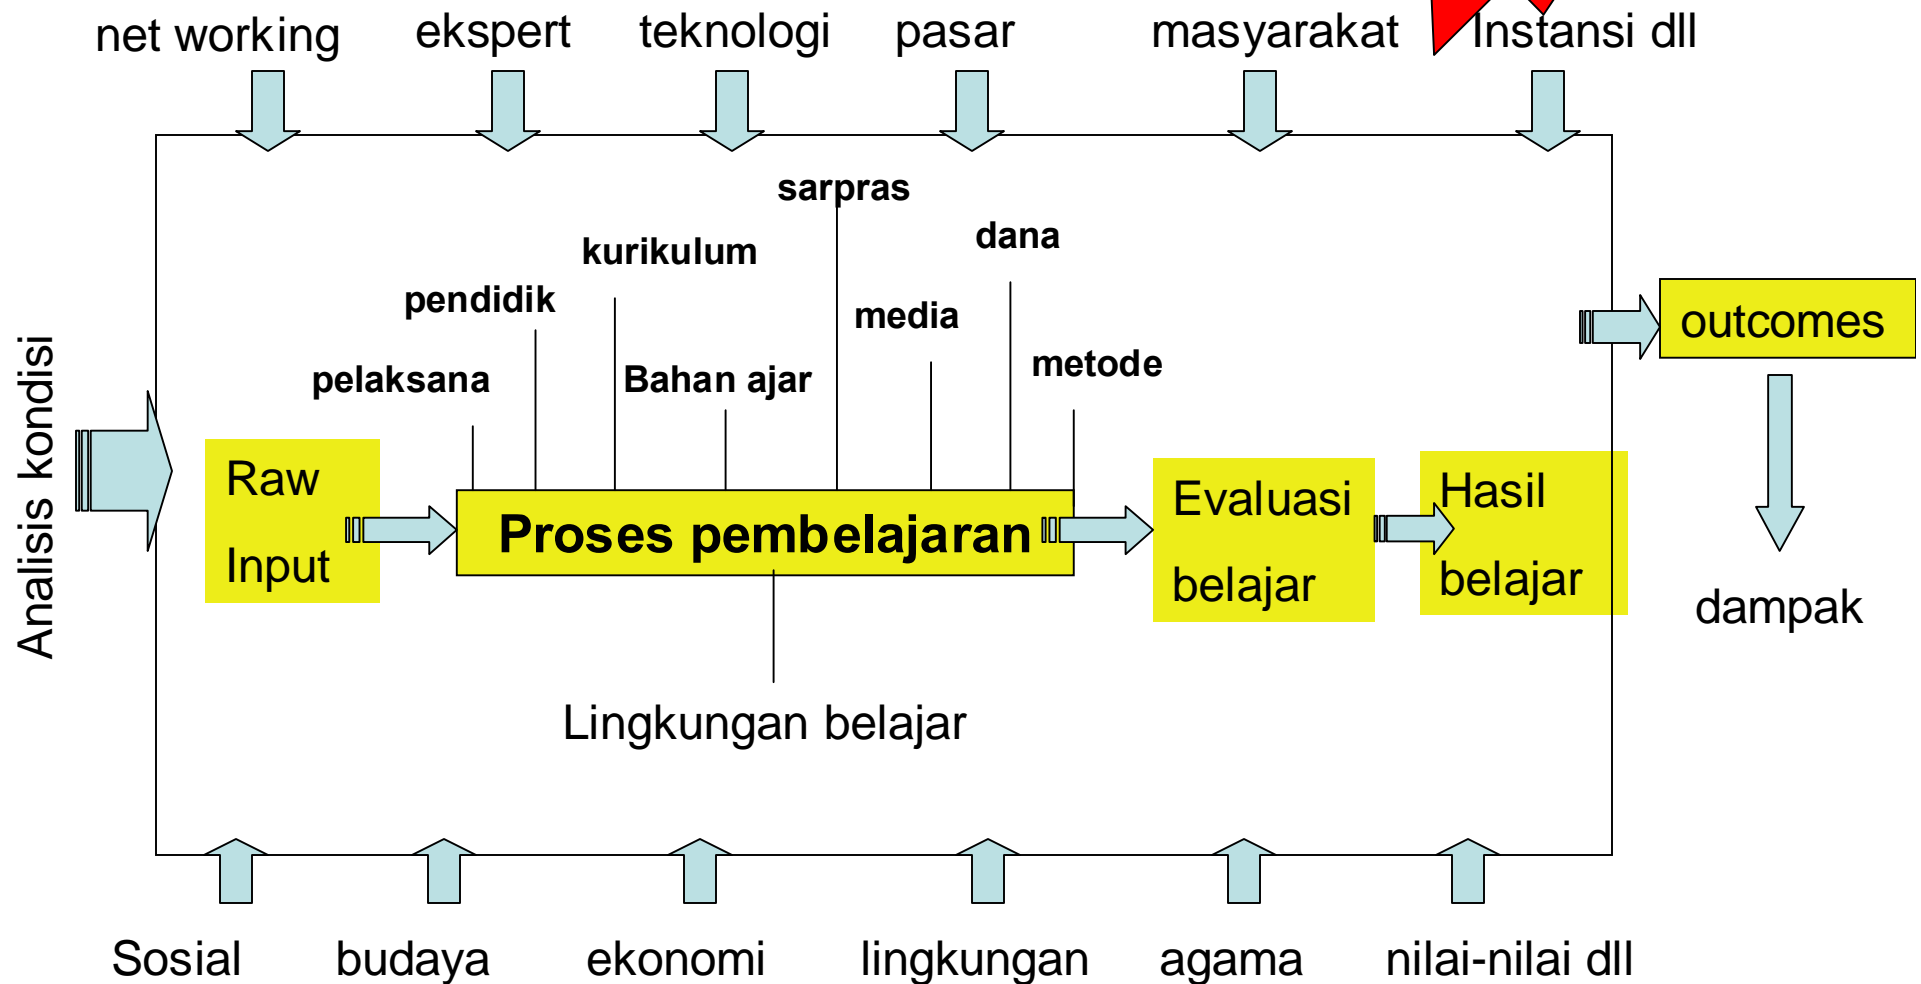 net working ekspert teknologi pasar masyarakat Instansi dll
sarpras
dana
kurikulum
pendidik
media
metode
pelaksana
Bahan ajar
outcomes
Analisis kondisi
Raw
Input
Proses pembelajaran
Evaluasi
belajar
Hasil
belajar
dampak
Lingkungan belajar
Sosial budaya ekonomi lingkungan agama nilai-nilai dll